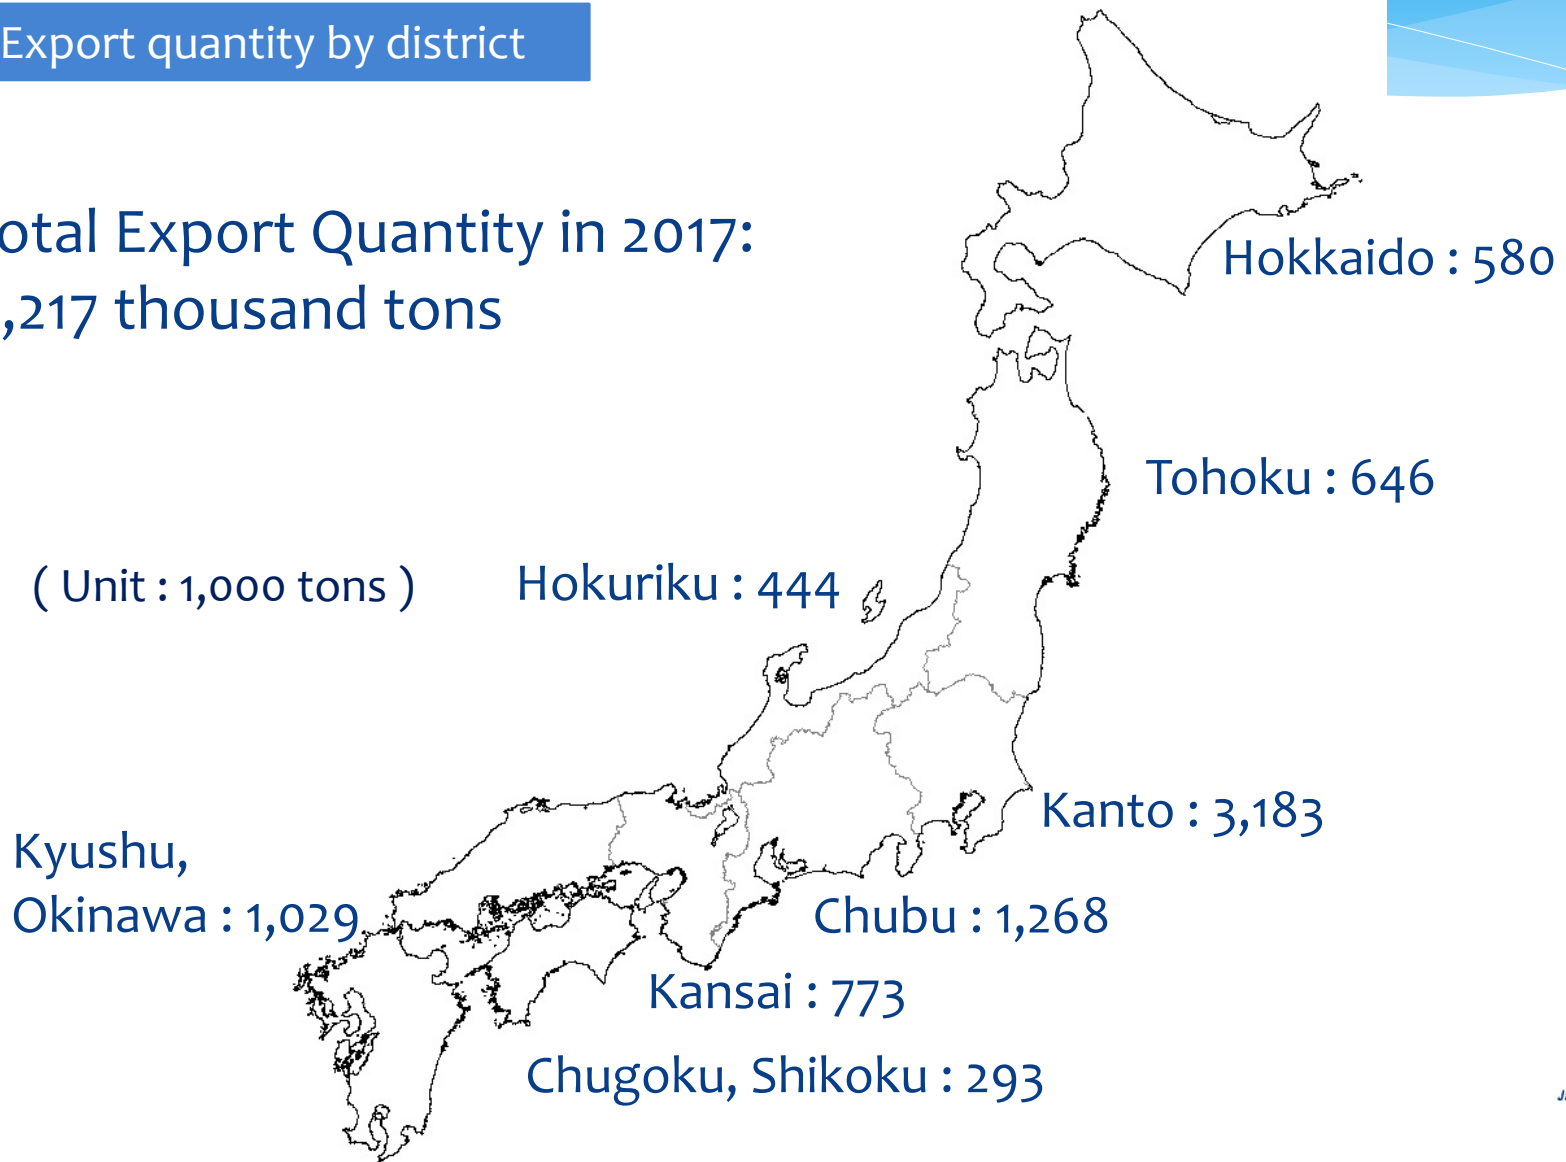 Export quantity by district
otal Export Quantity in 2017:
,217 thousand tons
Hokkaido : 580
Tohoku : 646
( Unit : 1,000 tons )
Hokuriku : 444
Kanto : 3,183
Kyushu,
Okinawa : 1,029
Chubu : 1,268
Kansai : 773
Chugoku, Shikoku : 293